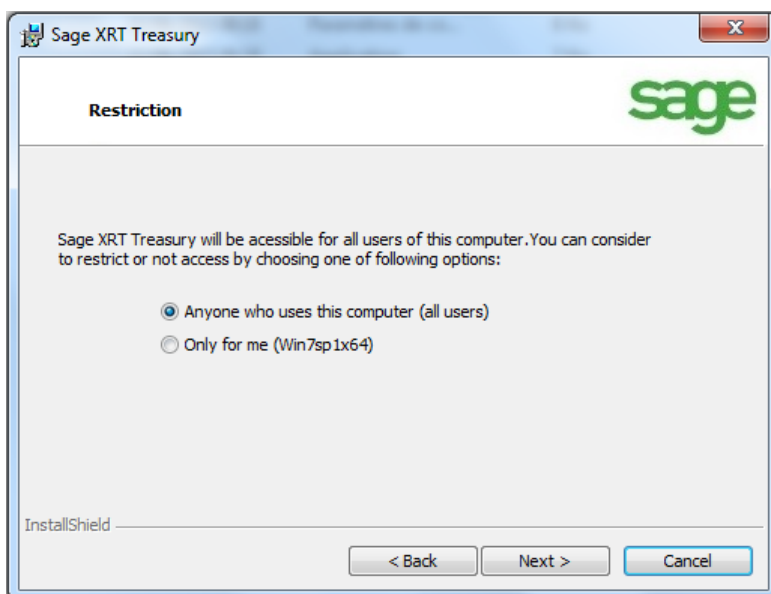 Sage XRT Treasury
Restriction
sage
Sage XRT Treasury will be acessible for all users of this computer.You can consider
to restrict or not access by choosing one of following options:
Anyone who uses this computer (all users)
Only for me (Win7sp1x64)
InstallShield
< Back
Next >
Cancel